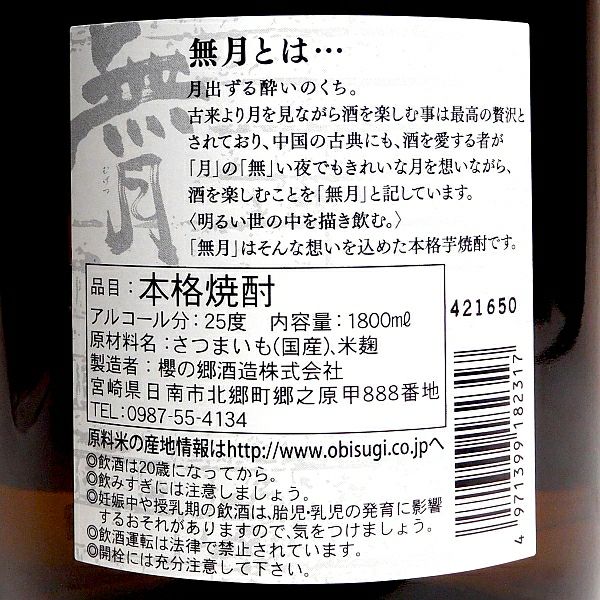 無月
むげつ
無月とは…
月出ずる酔いのくち。
古来より月を見ながら酒を楽しむ事は最高の贅沢と
されており、中国の古典にも、酒を愛する者が
「月」の「無」い夜でもきれいな月を想いながら、
酒を楽しむことを「無月」と記しています。
〈明るい世の中を描き飲む。〉
「無月」はそんな想いを込めた本格芋焼酎です。
品目：本格焼酎
アルコール分：25度 内容量：1800㎖
原材料名：さつまいも(国産)、米麹
製造者：櫻の郷酒造株式会社
宮崎県日南市北郷町郷之原甲888番地
TEL:0987-55-4134
421650
原料米の産地情報はhttp://www.obisugi.co.jpへ
◎飲酒は20歳になってから。
◎飲みすぎには注意しましょう。
◎妊娠中や授乳期の飲酒は、胎児・乳児の発育に影響
するおそれがありますので、気をつけましょう。
◎飲酒運転は法律で禁止されています。
◎開栓には充分注意して下さい。
4 971399 182317